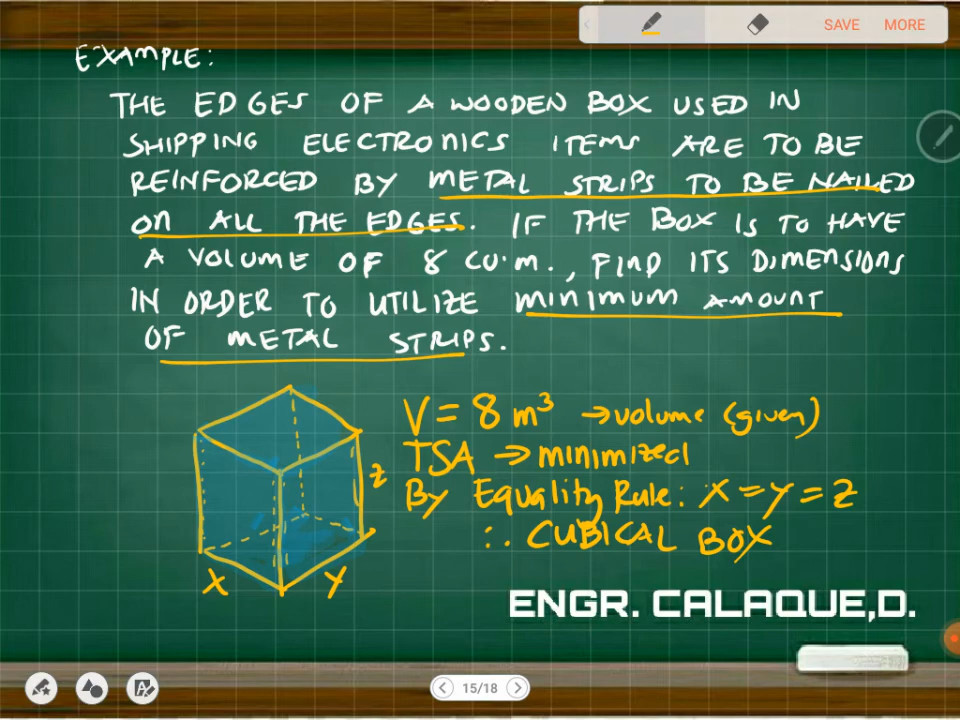 SAVE MORE
EXAMPLE:
THE EDGES OF A WOODEN BOX USED IN
SHIPPING ELECTRONICS ITEMS ARE TO BE
REINFORCED BY METAL STRIPS TO BE NAILED
ON ALL THE EDGES. IF THE BOX IS TO HAVE
A VOLUME OF 8 CU.M., FIND ITS DIMENSIONS
IN ORDER TO UTILIZE MINIMUM AMOUNT
OF METAL STRIPS.
V = 8 m³ → volume (given)
TSA → minimized
By Equality Rule: X = Y = Z
∴ CUBICAL BOX
Z
X Y
ENGR. CALAQUE,D.
15/18